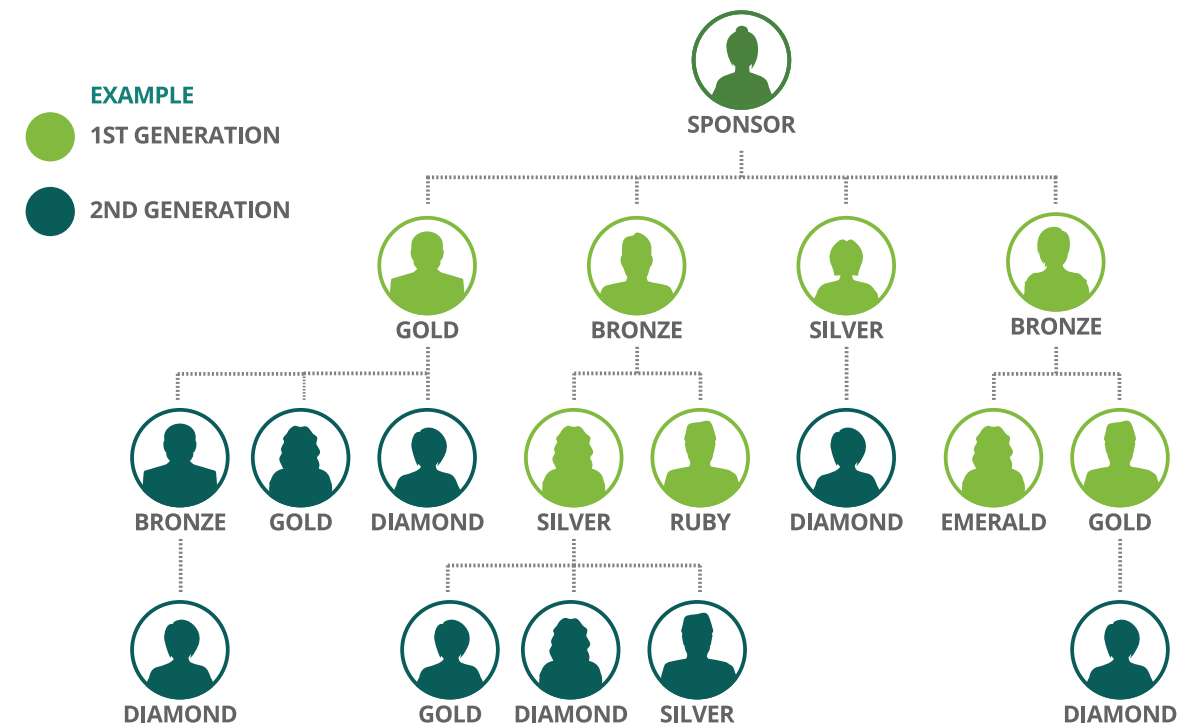 SPONSOR
EXAMPLE
1ST GENERATION
2ND GENERATION
GOLD
BRONZE
SILVER
BRONZE
BRONZE
GOLD
DIAMOND
SILVER
RUBY
DIAMOND
EMERALD
GOLD
DIAMOND
GOLD
DIAMOND
SILVER
DIAMOND